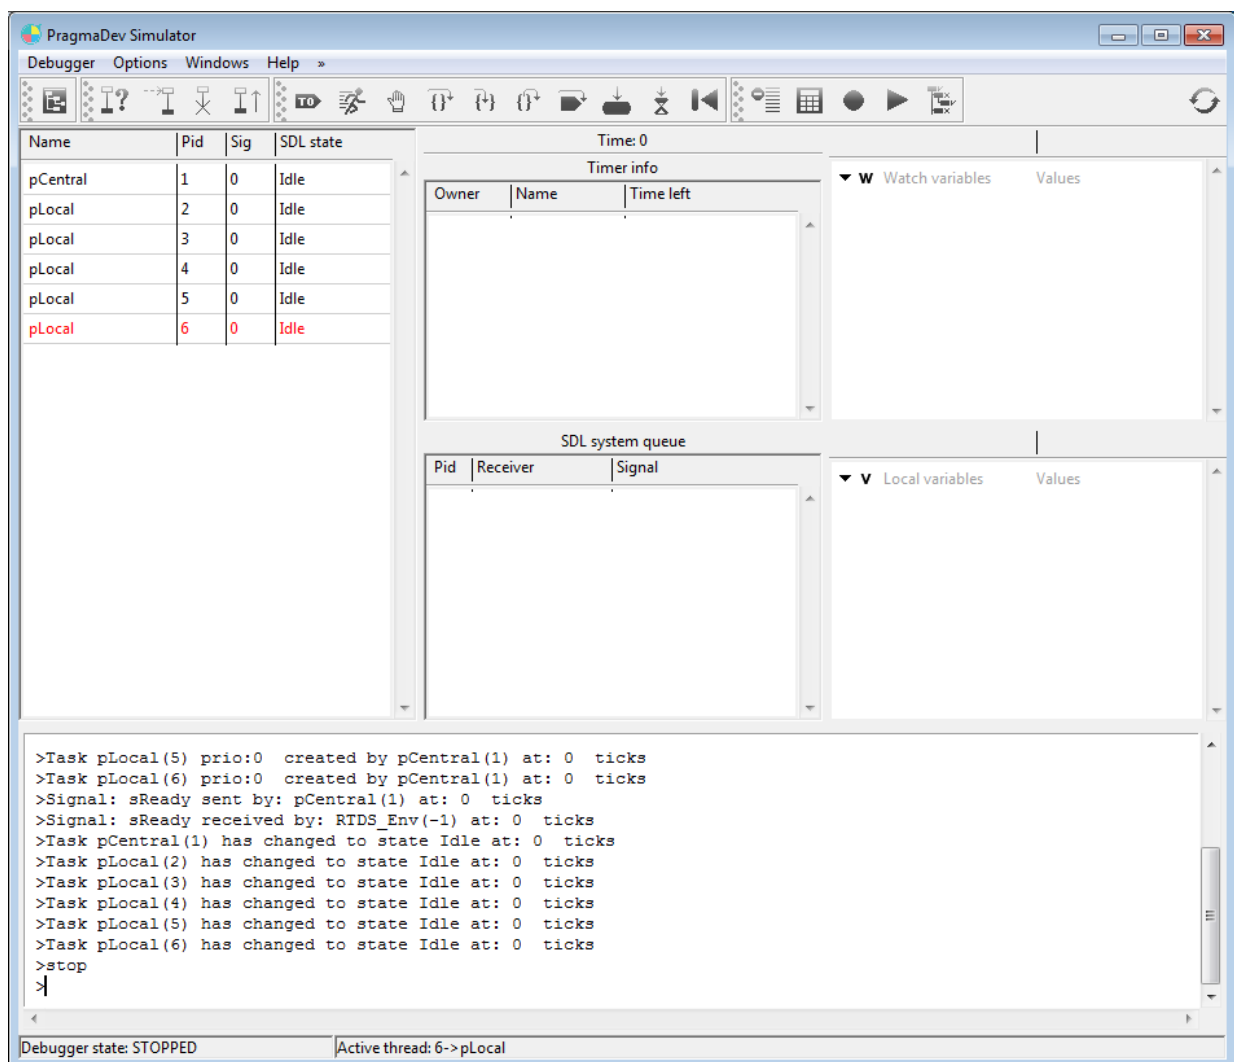 PragmaDev Simulator
Debugger Options Windows Help »
I? TO
Name Pid Sig SDL state
pCentral 1 0 Idle
pLocal 2 0 Idle
pLocal 3 0 Idle
pLocal 4 0 Idle
pLocal 5 0 Idle
pLocal 6 0 Idle
Time: 0
Timer info
Owner Name Time left
SDL system queue
Pid Receiver Signal
W Watch variables Values
V Local variables Values
>Task pLocal(5) prio:0  created by pCentral(1) at: 0  ticks
>Task pLocal(6) prio:0  created by pCentral(1) at: 0  ticks
>Signal: sReady sent by: pCentral(1) at: 0  ticks
>Signal: sReady received by: RTDS_Env(-1) at: 0  ticks
>Task pCentral(1) has changed to state Idle at: 0  ticks
>Task pLocal(2) has changed to state Idle at: 0  ticks
>Task pLocal(3) has changed to state Idle at: 0  ticks
>Task pLocal(4) has changed to state Idle at: 0  ticks
>Task pLocal(5) has changed to state Idle at: 0  ticks
>Task pLocal(6) has changed to state Idle at: 0  ticks
>stop
>
Debugger state: STOPPED
Active thread: 6->pLocal